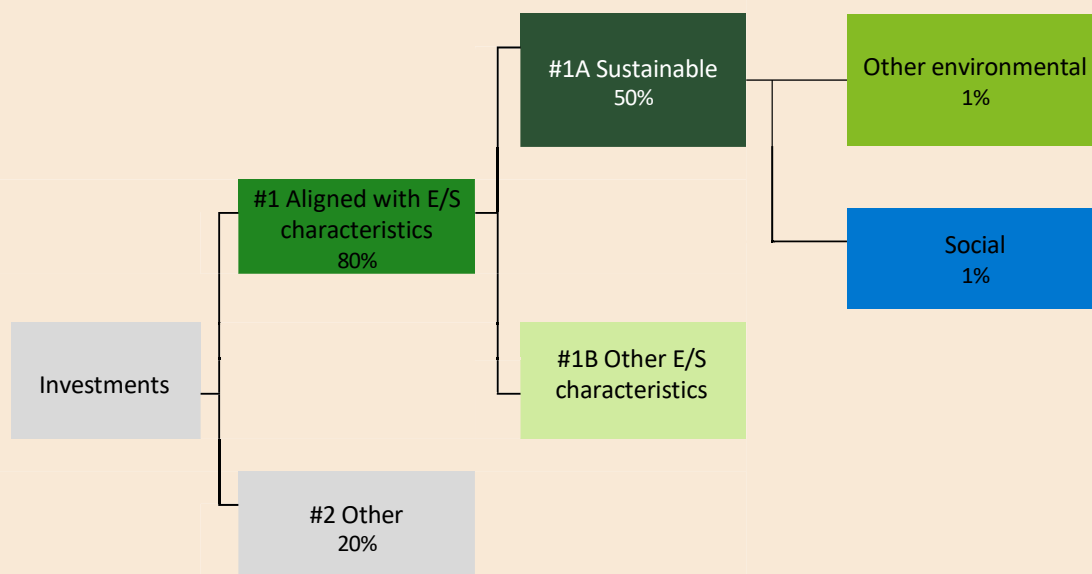 #1A Sustainable
50%
Other environmental
1%
#1 Aligned with E/S
characteristics
80%
Social
1%
Investments
#1B Other E/S
characteristics
#2 Other
20%